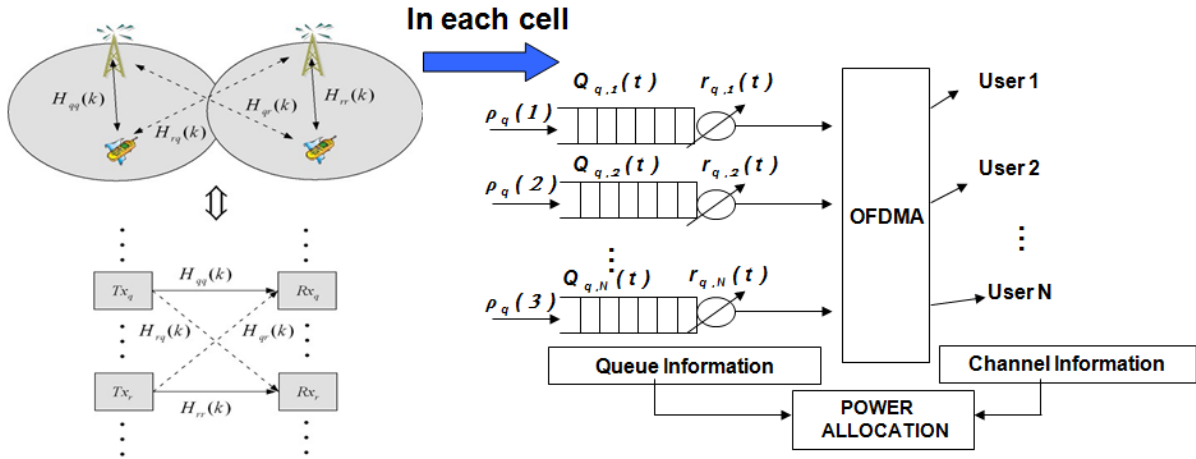 In each cell
H_qq(k)
H_rq(k)
H_qr(k)
H_rr(k)
H_qq(k)
Tx_q
Rx_q
H_rq(k)
H_qr(k)
Tx_r
Rx_r
H_rr(k)
Q_q,1(t)
r_q,1(t)
ρ_q(1)
Q_q,2(t)
r_q,2(t)
ρ_q(2)
Q_q,N(t)
r_q,N(t)
ρ_q(3)
OFDMA
User 1
User 2
User N
Queue Information
Channel Information
POWER
ALLOCATION